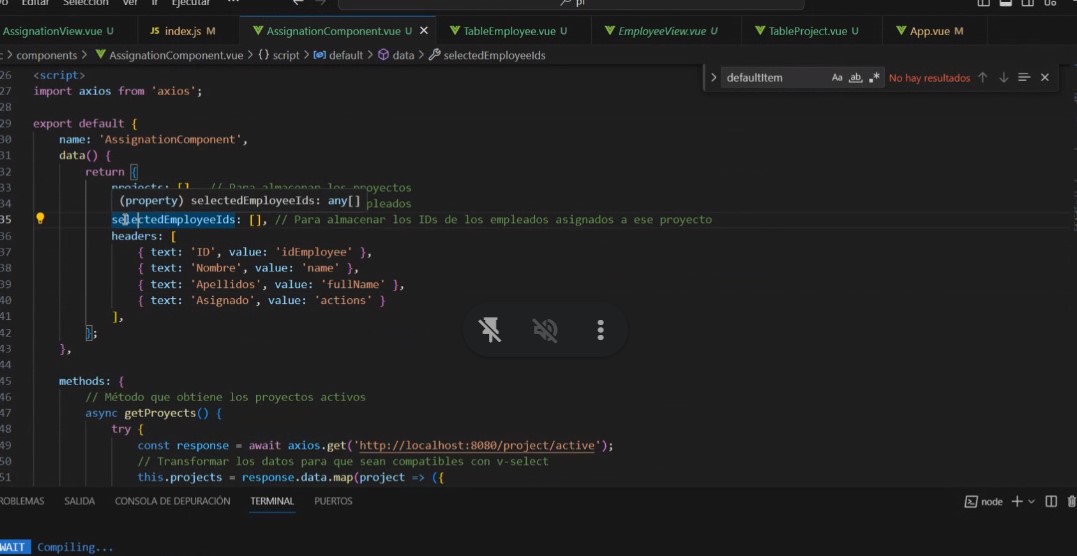 Editar Selección Ver Ir Ejecutar ...
AssignationView.vue U JS index.js M AssignationComponent.vue U TableEmployee.vue U EmployeeView.vue U TableProject.vue U App.vue M
> components > AssignationComponent.vue > {} script > default > data > selectedEmployeeIds
defaultItem Aa ab, .* No hay resultados
26 <script>
27 import axios from 'axios';
28
29 export default {
30 name: 'AssignationComponent',
31 data() {
32 return {
33 projects: [], // Para almacenar los proyectos
(property) selectedEmployeeIds: any[]
34 pleados
35 selectedEmployeeIds: [], // Para almacenar los IDs de los empleados asignados a ese proyecto
36 headers: [
37 { text: 'ID', value: 'idEmployee' },
38 { text: 'Nombre', value: 'name' },
39 { text: 'Apellidos', value: 'fullName' },
40 { text: 'Asignado', value: 'actions' }
41 ],
42 };
43 },
44
45 methods: {
46 // Método que obtiene los proyectos activos
47 async getProyects() {
48 try {
49 const response = await axios.get('http://localhost:8080/project/active');
50 // Transformar los datos para que sean compatibles con v-select
51 this.projects = response.data.map(project => ({
ROBLEMAS SALIDA CONSOLA DE DEPURACIÓN TERMINAL PUERTOS node
WAIT Compiling...